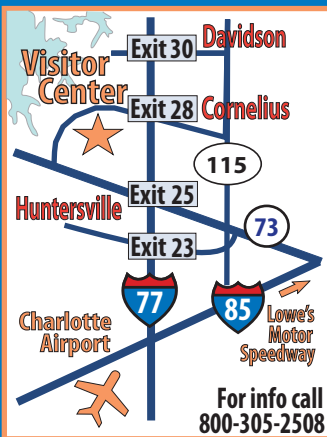 Davidson
Exit 30
Visitor
Center
Exit 28
Cornelius
115
Exit 25
Huntersville
73
Exit 23
77
85
Charlotte
Airport
Lowe's
Motor
Speedway
For info call
800-305-2508